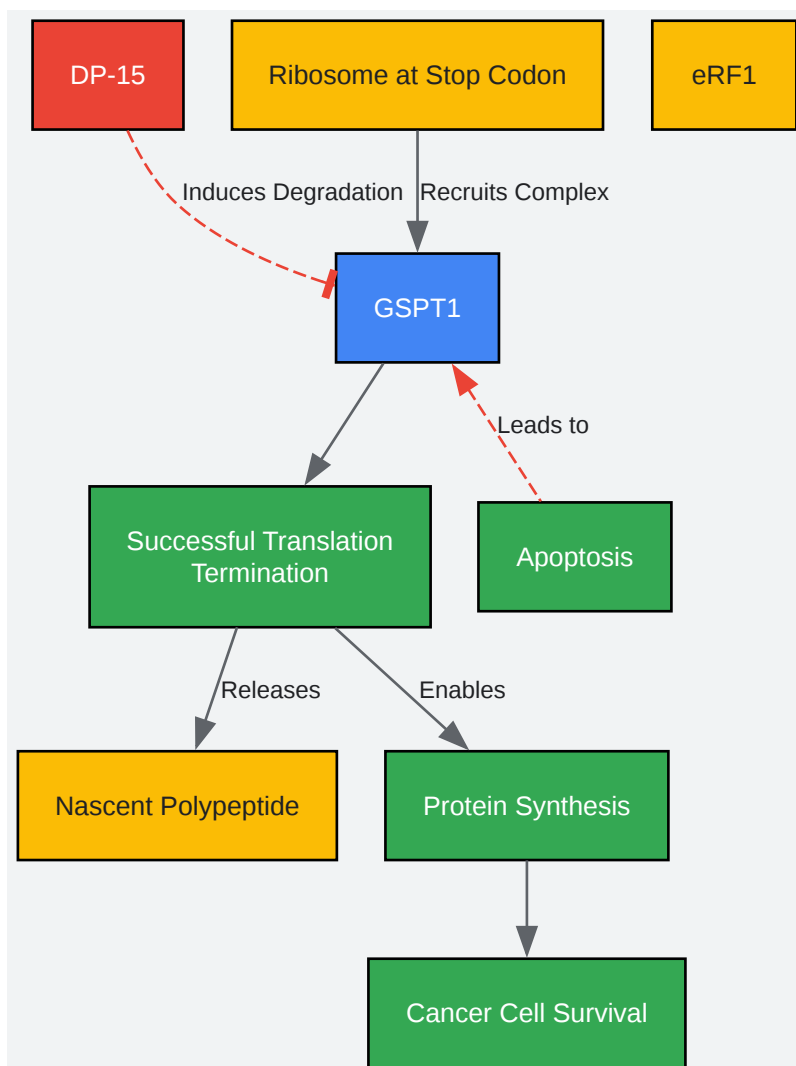 DP-15
Ribosome at Stop Codon
eRF1
Induces Degradation
Recruits Complex
GSPT1
Leads to
Successful Translation
Termination
Apoptosis
Releases
Enables
Nascent Polypeptide
Protein Synthesis
Cancer Cell Survival